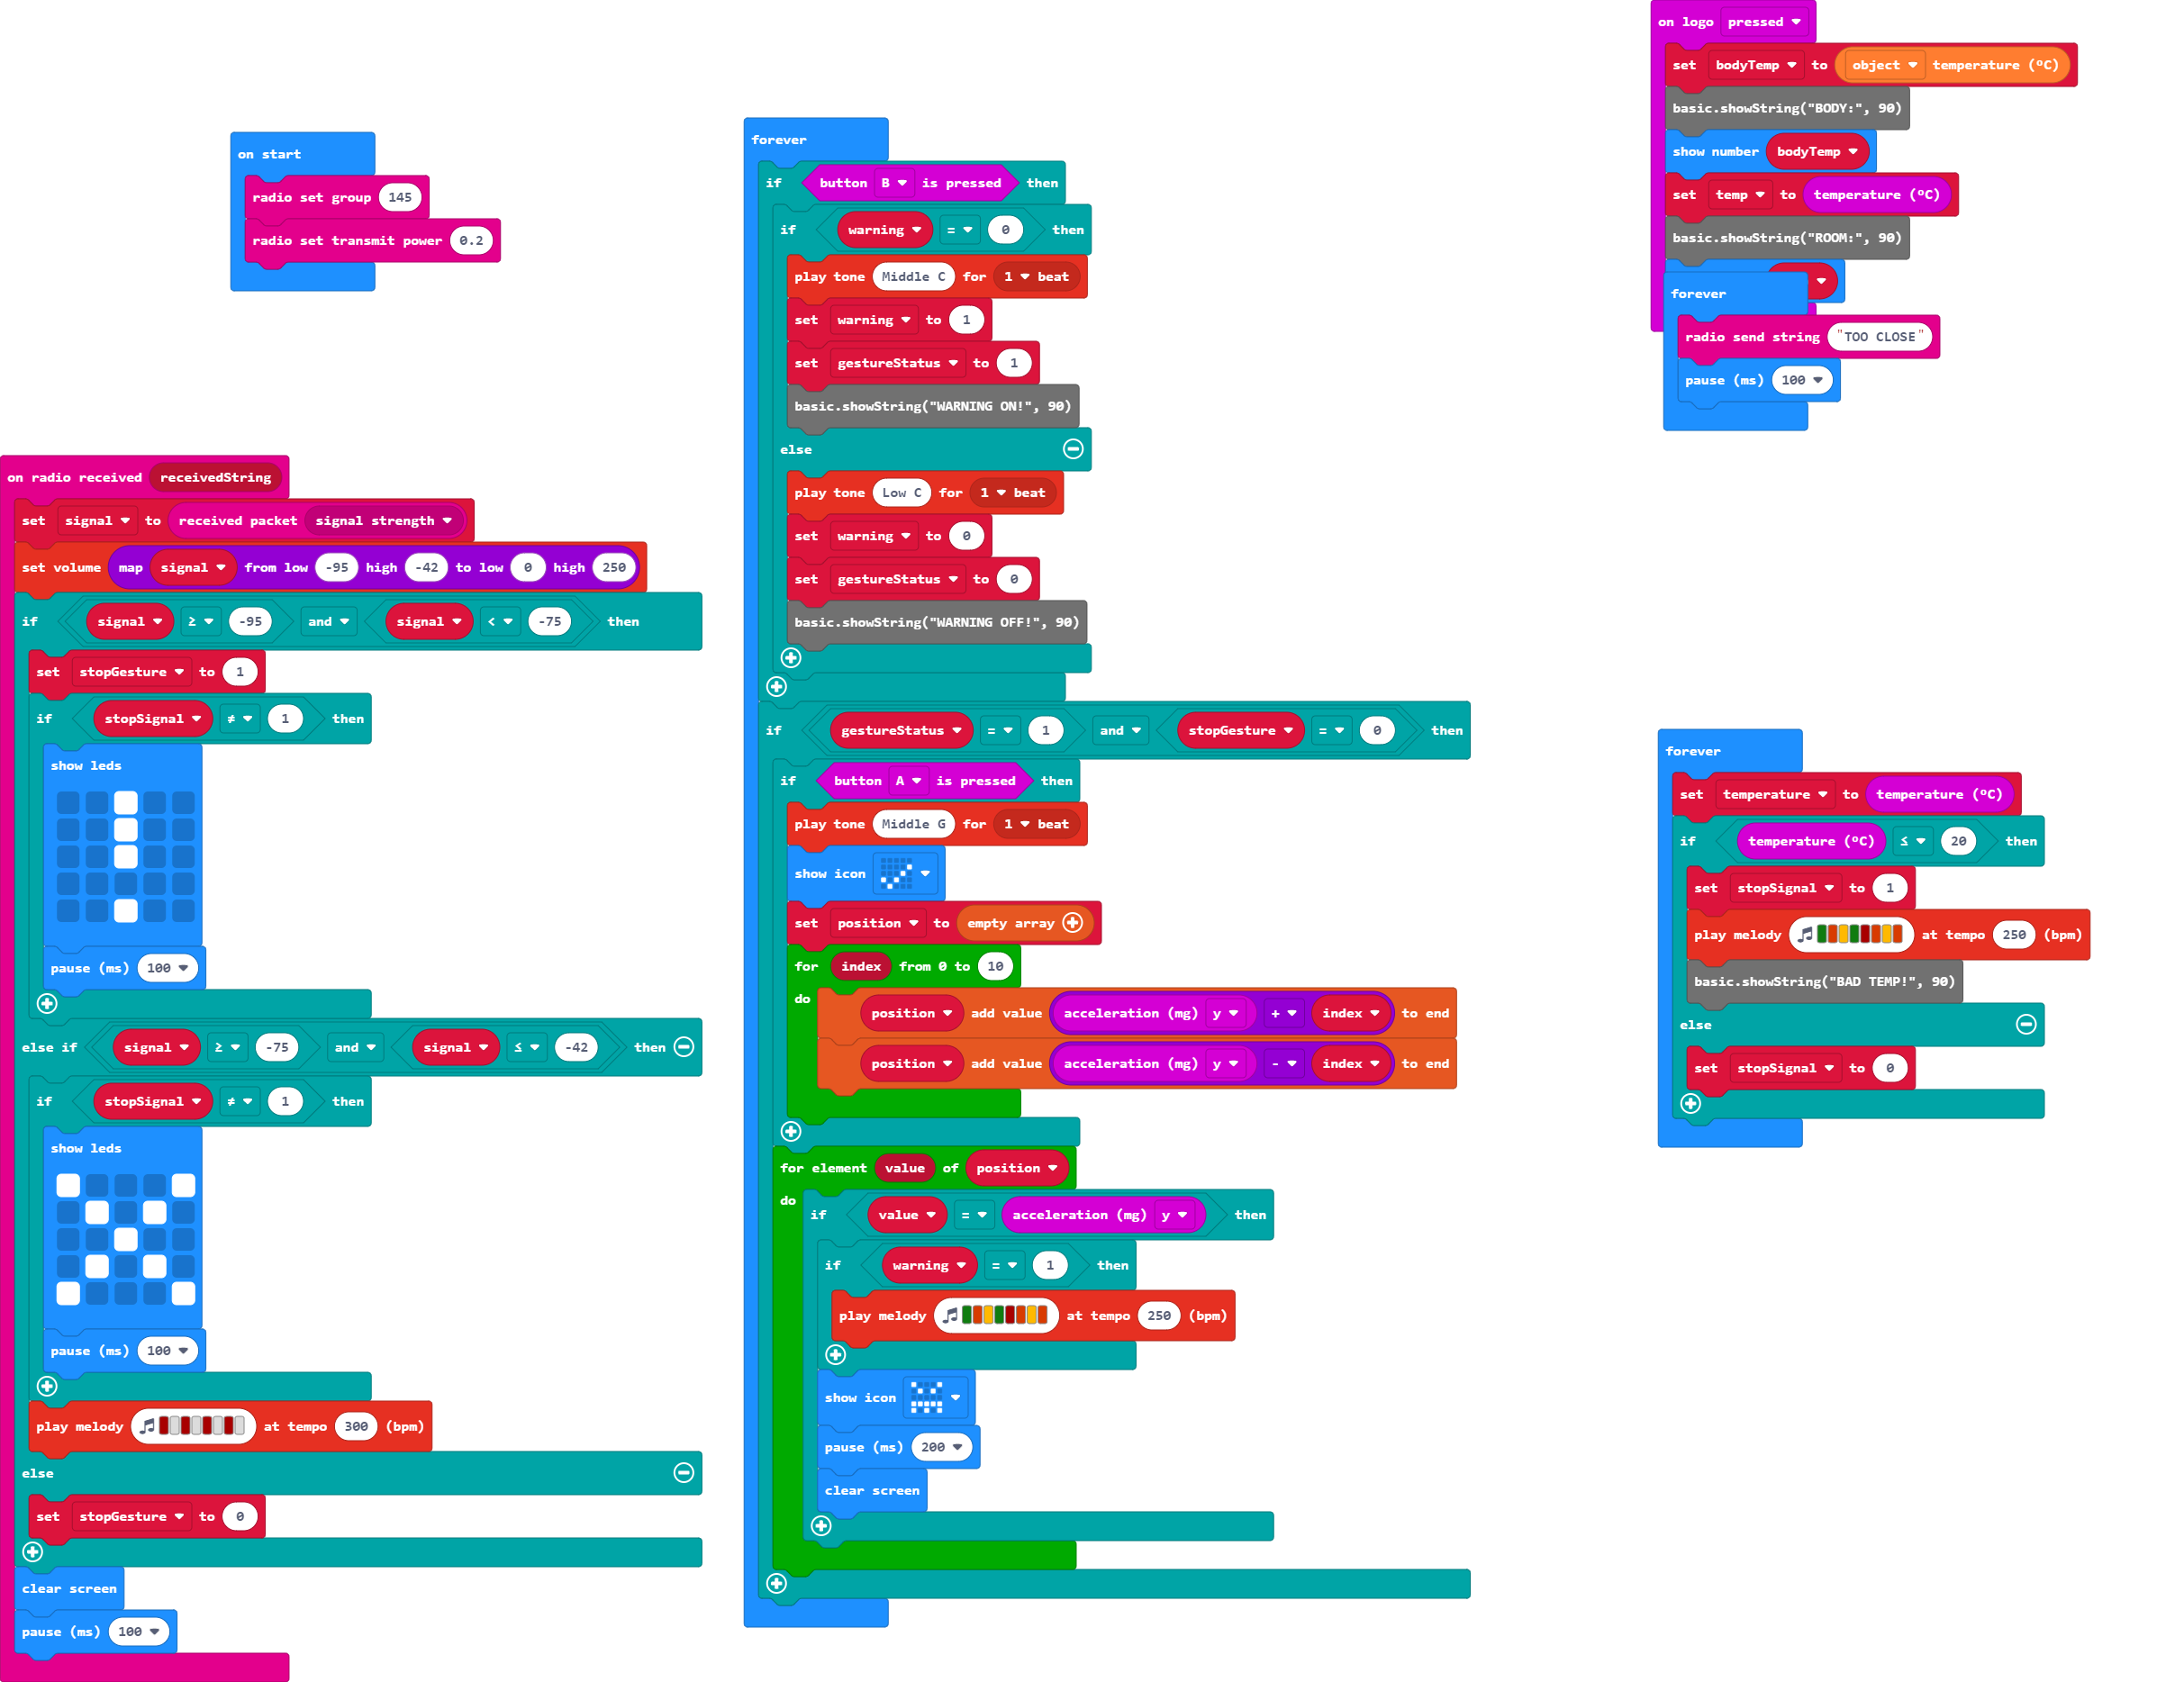 on start
radio set group 145
radio set transmit power 0.2
on radio received receivedString
set signal to received packet signal strength
set volume map signal from low -95 high -42 to low 0 high 250
if signal ≥ -95 and signal < -75 then
set stopGesture to 1
if stopSignal ≠ 1 then
show leds
pause (ms) 100
else if signal ≥ -75 and signal ≤ -42 then
if stopSignal ≠ 1 then
show leds
pause (ms) 100
play melody at tempo 300 (bpm)
else
set stopGesture to 0
clear screen
pause (ms) 100
forever
if button B is pressed then
if warning = 0 then
play tone Middle C for 1 beat
set warning to 1
set gestureStatus to 1
basic.showString("WARNING ON!", 90)
else
play tone Low C for 1 beat
set warning to 0
set gestureStatus to 0
basic.showString("WARNING OFF!", 90)
if gestureStatus = 1 and stopGesture = 0 then
if button A is pressed then
play tone Middle G for 1 beat
show icon
set position to empty array
for index from 0 to 10
do position add value acceleration (mg) y + index to end
position add value acceleration (mg) y - index to end
for element value of position
do if value = acceleration (mg) y then
if warning = 1 then
play melody at tempo 250 (bpm)
show icon
pause (ms) 200
clear screen
on logo pressed
set bodyTemp to object temperature (ºC)
basic.showString("BODY:", 90)
show number bodyTemp
set temp to temperature (ºC)
basic.showString("ROOM:", 90)
forever
radio send string "TOO CLOSE"
pause (ms) 100
forever
set temperature to temperature (ºC)
if temperature (ºC) ≤ 20 then
set stopSignal to 1
play melody at tempo 250 (bpm)
basic.showString("BAD TEMP!", 90)
else
set stopSignal to 0